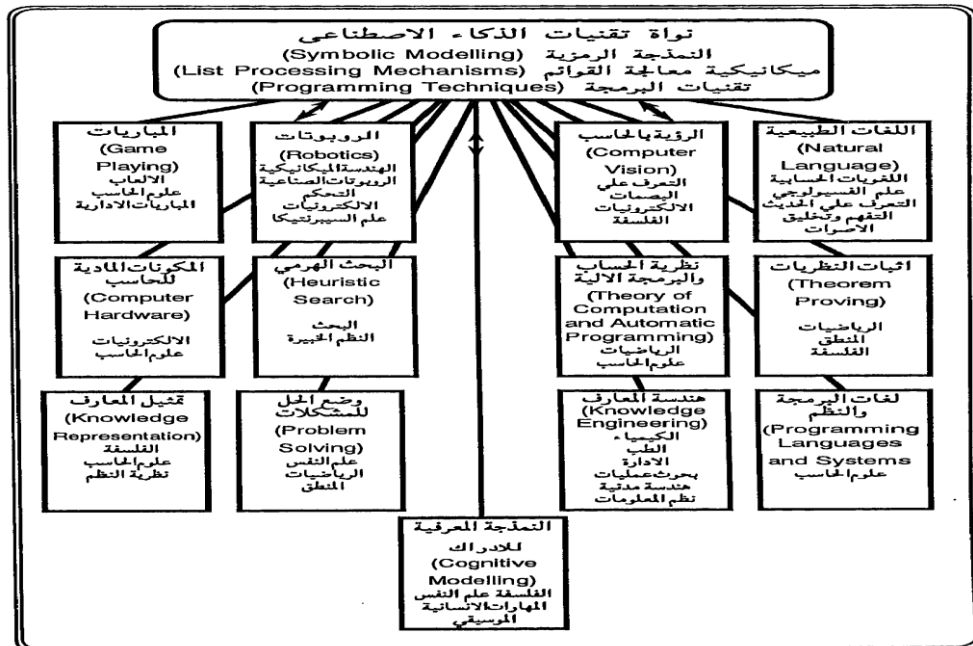 نواة تقنيات الذكاء الاصطناعى
النمذجة الرمزية (Symbolic Modelling)
ميكانيكية معالجة القوائم (List Processing Mechanisms)
تقنيات البرمجة (Programming Techniques)
المباريات
(Game
Playing)
الالعاب
علوم الحاسب
المباريات الادارية
الروبوتات
(Robotics)
الهندسة الميكانيكية
الروبوتات الصناعية
التحكم
الالكترونيات
علم السيبرنتيكا
الرؤية بالحاسب
(Computer
Vision)
التعرف علي
البصمات
الالكترونيات
الفلسفة
اللغات الطبيعية
(Natural
Language)
اللغويات الحسابية
علم الفسيولوجي
التعرف علي الحديث
التفهم وتخليق
الاصوات
المكونات المادية
للحاسب
(Computer
Hardware)
الالكترونيات
علوم الحاسب
البحث الهرمي
(Heuristic
Search)
البحث
النظم الخبيرة
نظرية الحساب
والبرمجة الالية
(Theory of
Computation
and Automatic
Programming)
الرياضيات
علوم الحاسب
اثبات النظريات
(Theorem
Proving)
الرياضيات
المنطق
الفلسفة
تمثيل المعارف
(Knowledge
Representation)
الفلسفة
علوم الحاسب
نظرية النظم
وضع الحل
للمشكلات
(Problem
Solving)
علم النفس
الرياضيات
المنطق
هندسة المعارف
(Knowledge
Engineering)
الكيمياء
الطب
الادارة
بحوث عمليات
هندسة مدنية
نظم المعلومات
لغات البرمجة
والنظم
(Programming
Languages
and Systems
علوم الحاسب
النمذجة المعرفية
للادراك
(Cognitive
Modelling)
الفلسفة علم النفس
المهارات الانسانية
الموسيقي